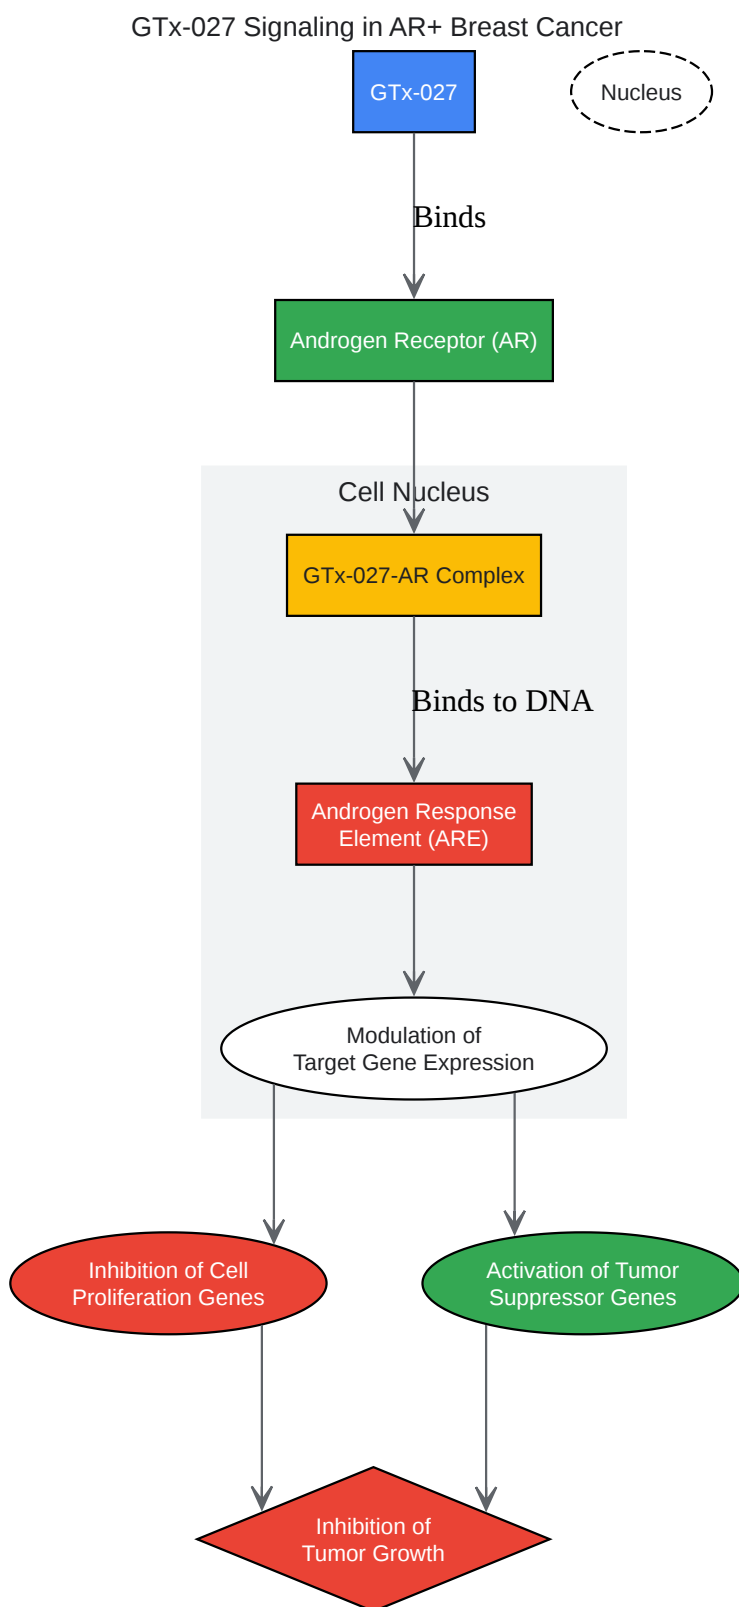 GTx-027 Signaling in AR+ Breast Cancer
GTx-027
Nucleus
Binds
Androgen Receptor (AR)
Cell Nucleus
GTx-027-AR Complex
Binds to DNA
Androgen Response
Element (ARE)
Modulation of
Target Gene Expression
Inhibition of Cell
Proliferation Genes
Activation of Tumor
Suppressor Genes
Inhibition of
Tumor Growth